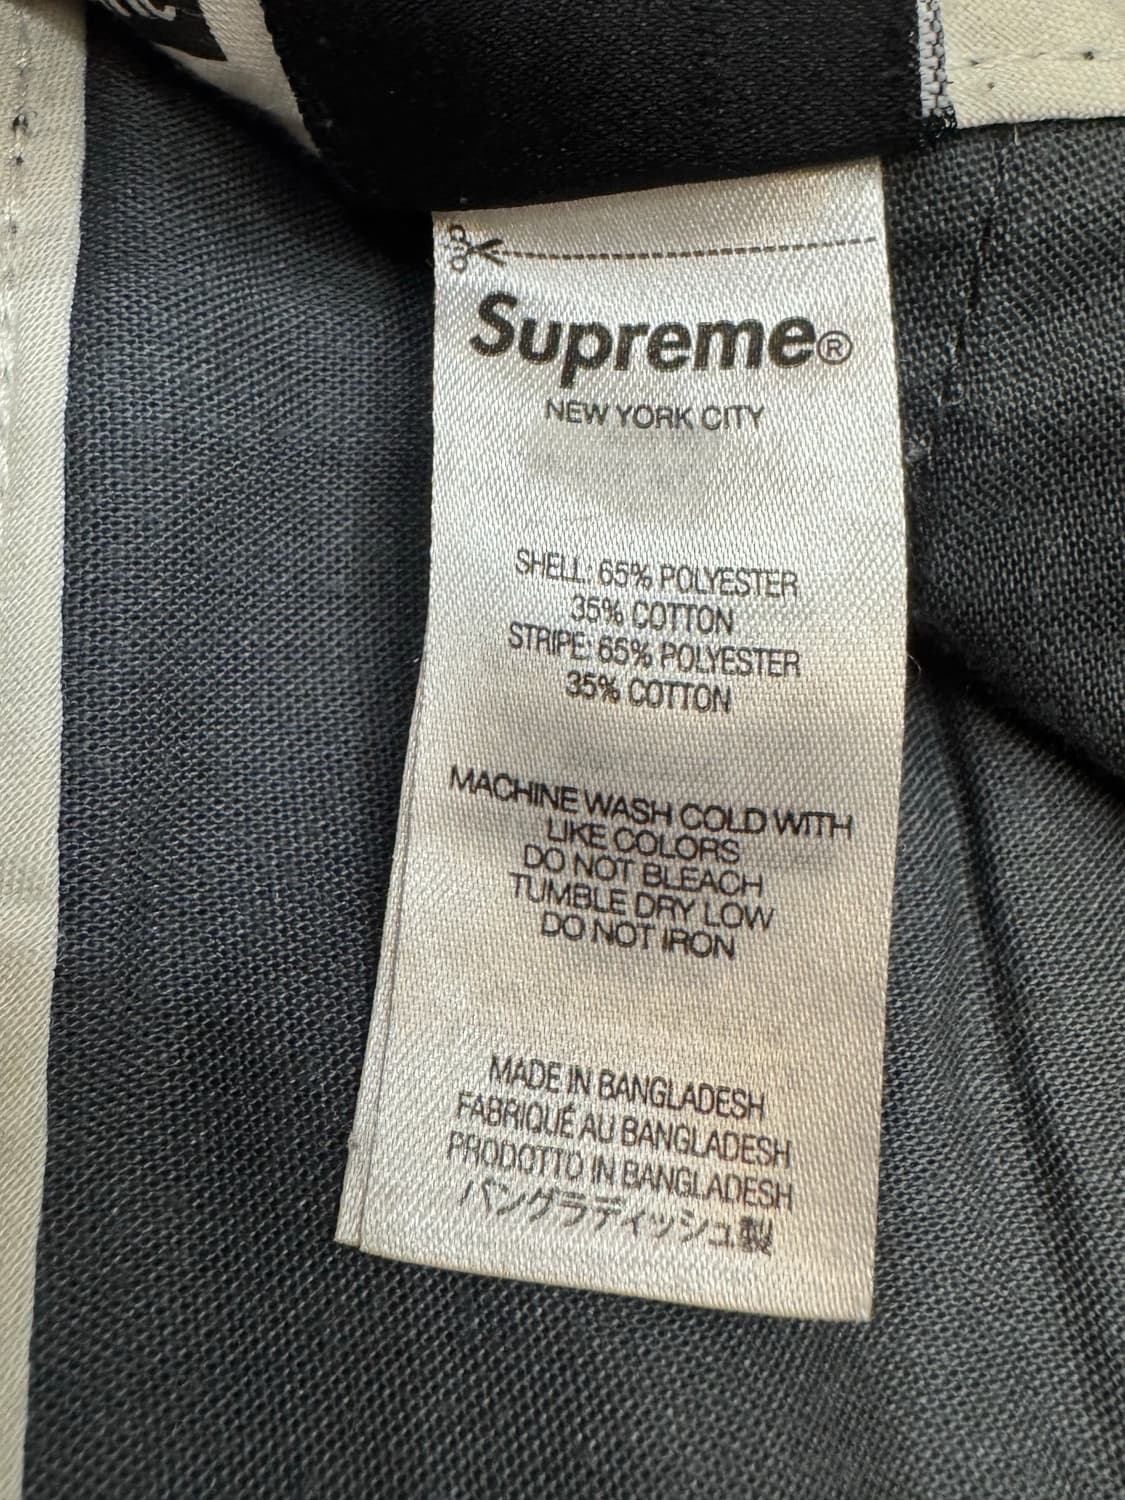 Supreme®
NEW YORK CITY
SHELL: 65% POLYESTER
35% COTTON
STRIPE: 65% POLYESTER
35% COTTON
MACHINE WASH COLD WITH
LIKE COLORS
DO NOT BLEACH
TUMBLE DRY LOW
DO NOT IRON
MADE IN BANGLADESH
FABRIQUÉ AU BANGLADESH
PRODOTTO IN BANGLADESH
バングラディッシュ製